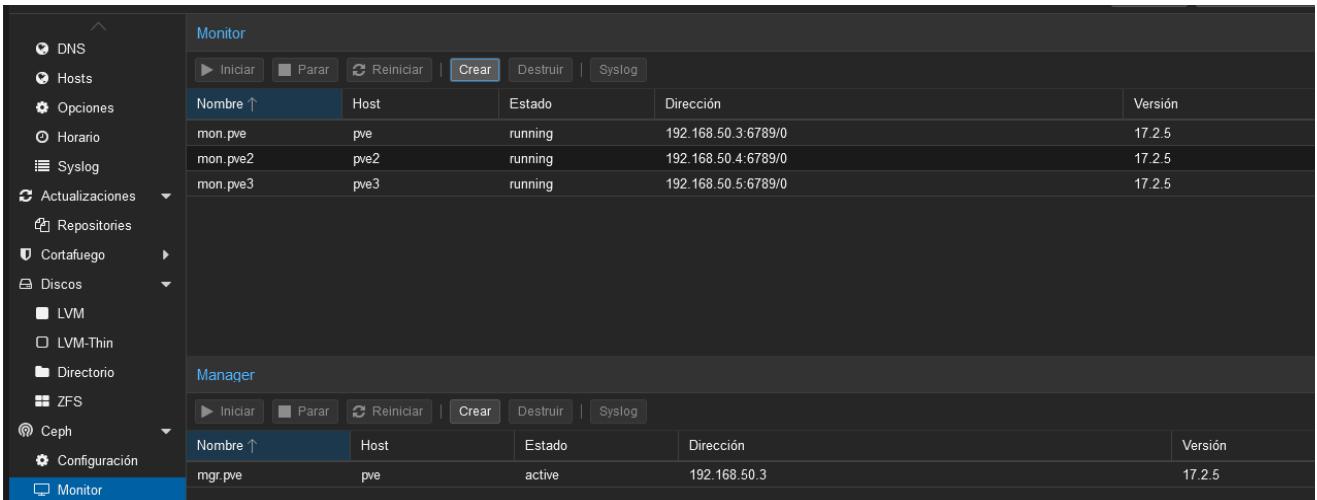 DNS
Hosts
Opciones
Horario
Syslog
Actualizaciones
Repositories
Cortafuego
Discos
LVM
LVM-Thin
Directorio
ZFS
Ceph
Configuración
Monitor
Monitor
Iniciar Parar Reiniciar Crear Destruir Syslog
Nombre ↑ Host Estado Dirección Versión
mon.pve pve running 192.168.50.3:6789/0 17.2.5
mon.pve2 pve2 running 192.168.50.4:6789/0 17.2.5
mon.pve3 pve3 running 192.168.50.5:6789/0 17.2.5
Manager
Iniciar Parar Reiniciar Crear Destruir Syslog
Nombre ↑ Host Estado Dirección Versión
mgr.pve pve active 192.168.50.3 17.2.5